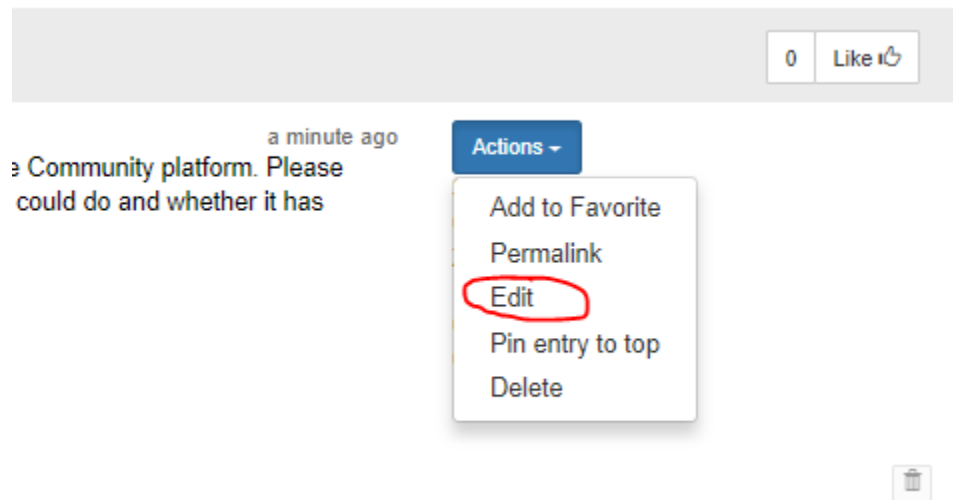 0 Like
a minute ago
Actions
e Community platform. Please
could do and whether it has
Add to Favorite
Permalink
Edit
Pin entry to top
Delete